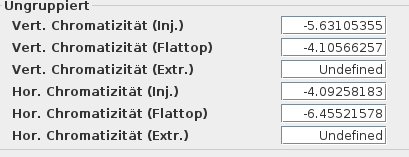 Ungruppiert
Vert. Chromatizität (Inj.) -5.63105355
Vert. Chromatizität (Flattop) -4.10566257
Vert. Chromatizität (Extr.) Undefined
Hor. Chromatizität (Inj.) -4.09258183
Hor. Chromatizität (Flattop) -6.45521578
Hor. Chromatizität (Extr.) Undefined